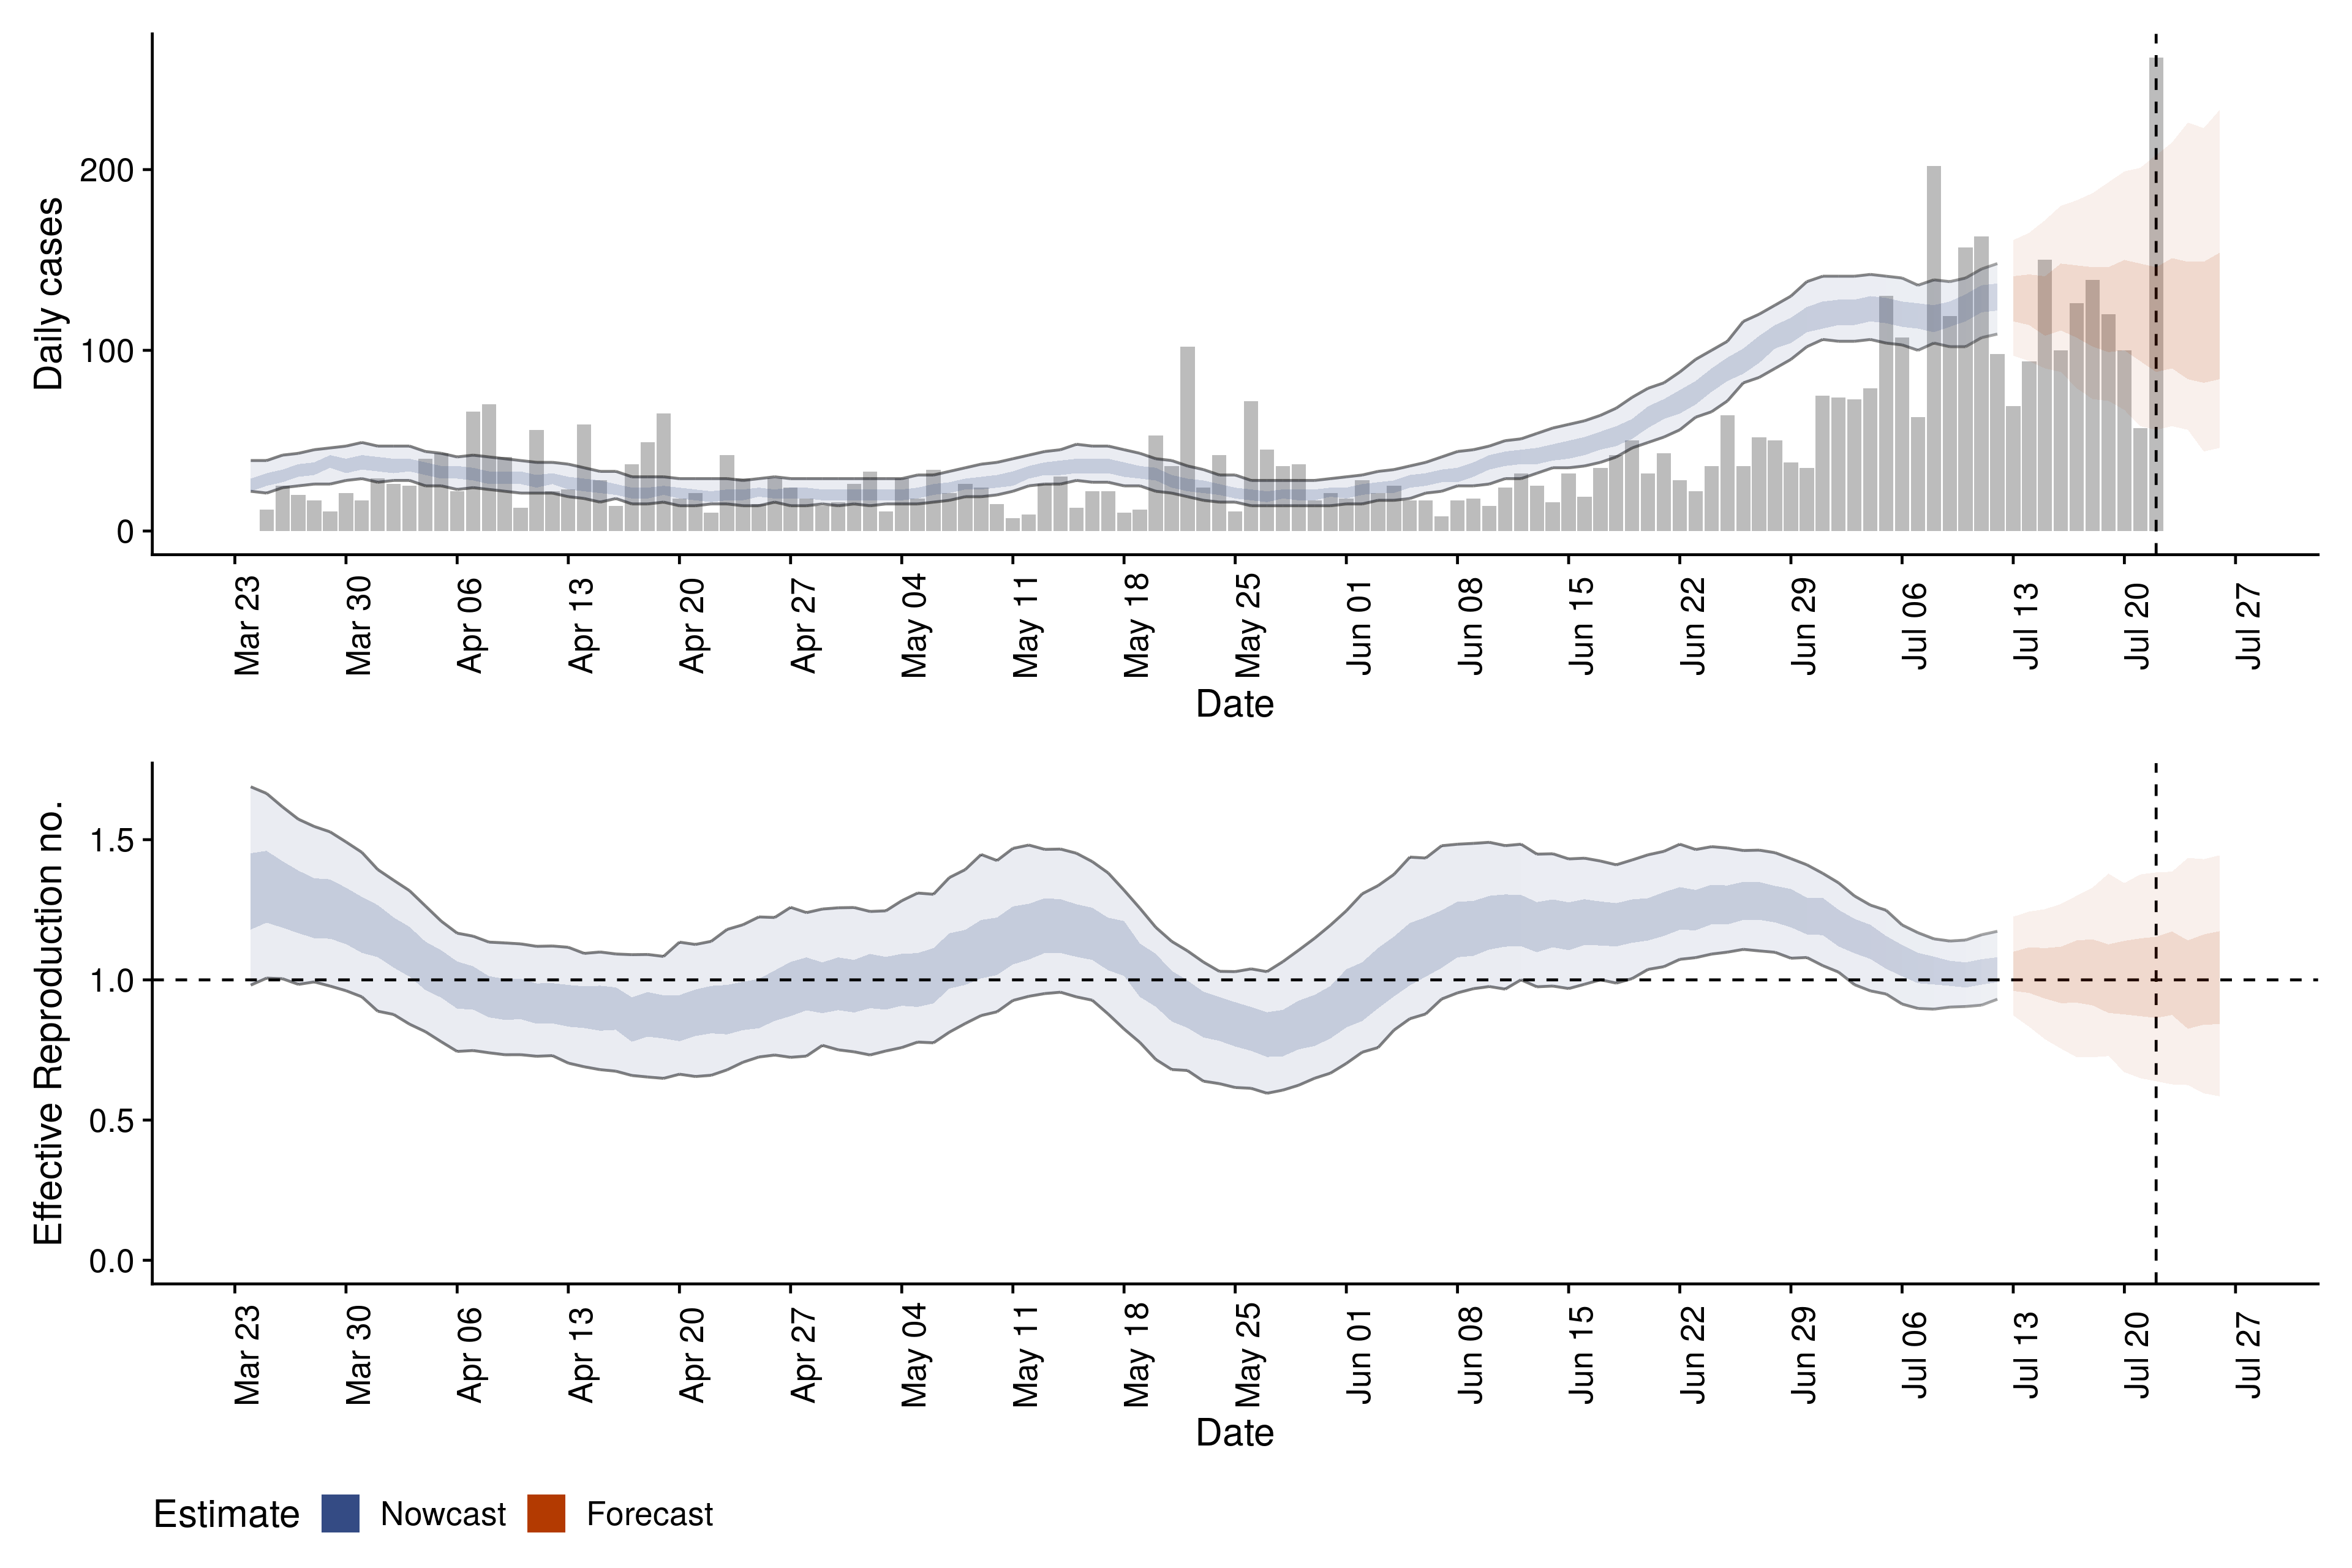 Daily cases
200
100
0
Mar 23
Mar 30
Apr 06
Apr 13
Apr 20
Apr 27
May 04
May 11
May 18
May 25
Jun 01
Jun 08
Jun 15
Jun 22
Jun 29
Jul 06
Jul 13
Jul 20
Jul 27
Date
Effective Reproduction no.
1.5
1.0
0.5
0.0
Mar 23
Mar 30
Apr 06
Apr 13
Apr 20
Apr 27
May 04
May 11
May 18
May 25
Jun 01
Jun 08
Jun 15
Jun 22
Jun 29
Jul 06
Jul 13
Jul 20
Jul 27
Date
Estimate Nowcast Forecast